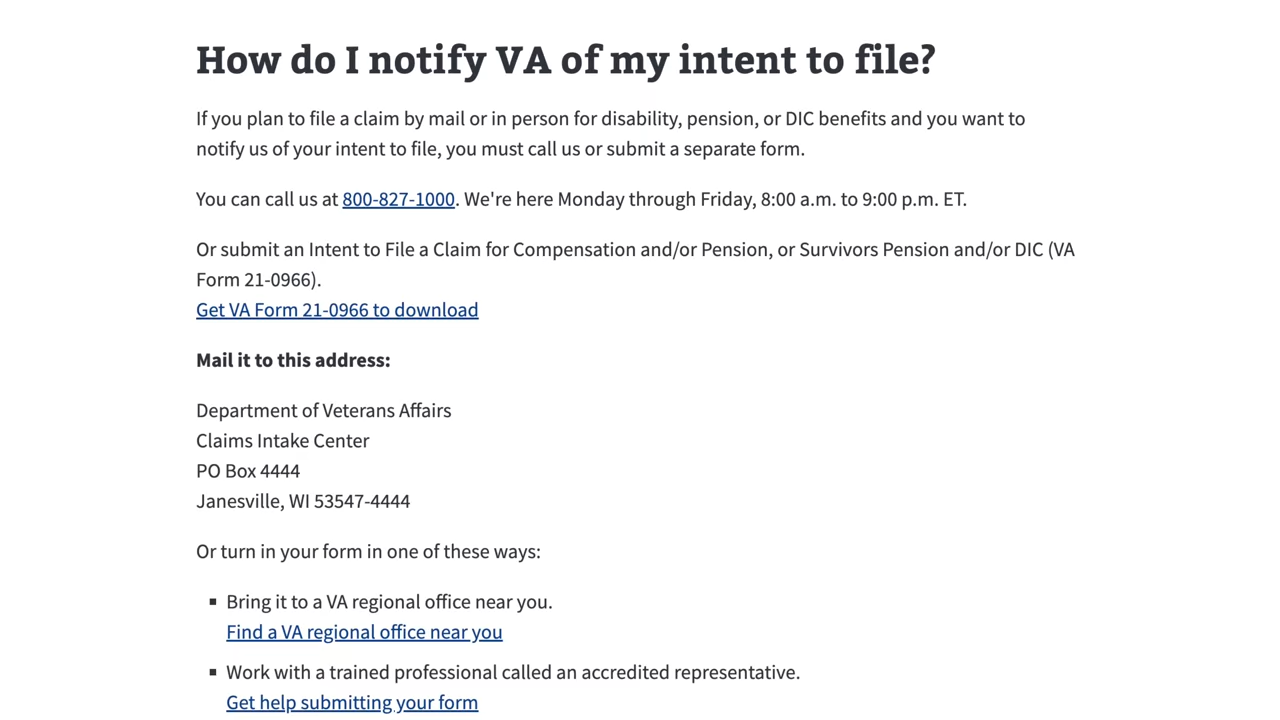 How do I notify VA of my intent to file?
If you plan to file a claim by mail or in person for disability, pension, or DIC benefits and you want to
notify us of your intent to file, you must call us or submit a separate form.
You can call us at 800-827-1000. We're here Monday through Friday, 8:00 a.m. to 9:00 p.m. ET.
Or submit an Intent to File a Claim for Compensation and/or Pension, or Survivors Pension and/or DIC (VA
Form 21-0966).
Get VA Form 21-0966 to download
Mail it to this address:
Department of Veterans Affairs
Claims Intake Center
PO Box 4444
Janesville, WI 53547-4444
Or turn in your form in one of these ways:
▪ Bring it to a VA regional office near you.
Find a VA regional office near you
▪ Work with a trained professional called an accredited representative.
Get help submitting your form